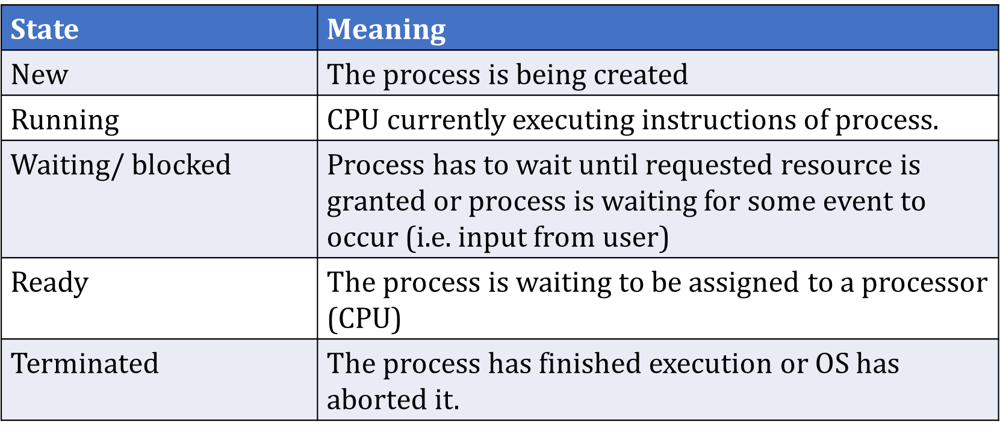 State
Meaning
New
The process is being created
Running
CPU currently executing instructions of process.
Waiting/ blocked
Process has to wait until requested resource is
granted or process is waiting for some event to
occur (i.e. input from user)
Ready
The process is waiting to be assigned to a processor
(CPU)
Terminated
The process has finished execution or OS has
aborted it.